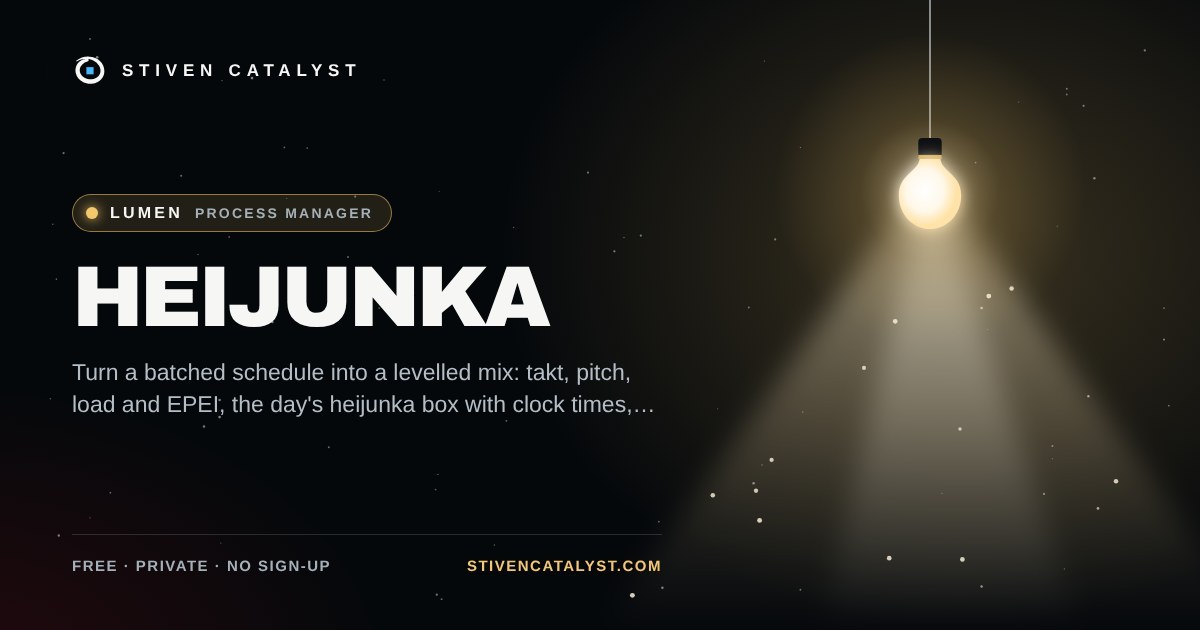 STIVEN CATALYST
LUMEN PROCESS MANAGER
HEIJUNKA
Turn a batched schedule into a levelled mix: takt, pitch,
load and EPEI, the day's heijunka box with clock times,…
FREE · PRIVATE · NO SIGN-UP
STIVENCATALYST.COM